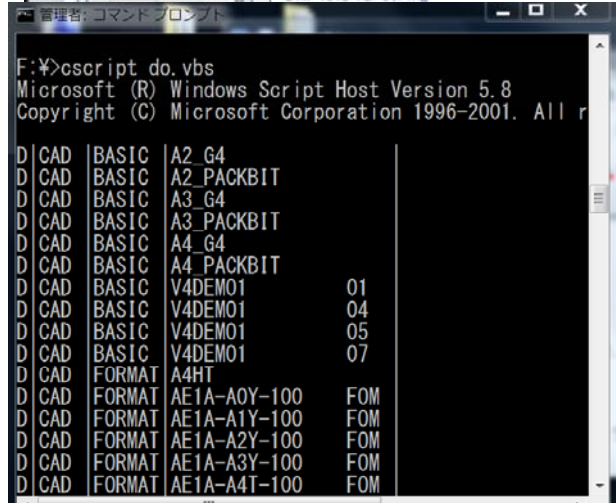 管理者: コマンド プロンプト
F:¥>cscript do.vbs
Microsoft (R) Windows Script Host Version 5.8
Copyright (C) Microsoft Corporation 1996-2001. All r
D|CAD |BASIC |A2_G4 |
D|CAD |BASIC |A2_PACKBIT |
D|CAD |BASIC |A3_G4 |
D|CAD |BASIC |A3_PACKBIT |
D|CAD |BASIC |A4_G4 |
D|CAD |BASIC |A4_PACKBIT |
D|CAD |BASIC |V4DEMO1 01 |
D|CAD |BASIC |V4DEMO1 04 |
D|CAD |BASIC |V4DEMO1 05 |
D|CAD |BASIC |V4DEMO1 07 |
D|CAD |FORMAT|A4HT |
D|CAD |FORMAT|AE1A-A0Y-100 FOM|
D|CAD |FORMAT|AE1A-A1Y-100 FOM|
D|CAD |FORMAT|AE1A-A2Y-100 FOM|
D|CAD |FORMAT|AE1A-A3Y-100 FOM|
D|CAD |FORMAT|AE1A-A4T-100 FOM|